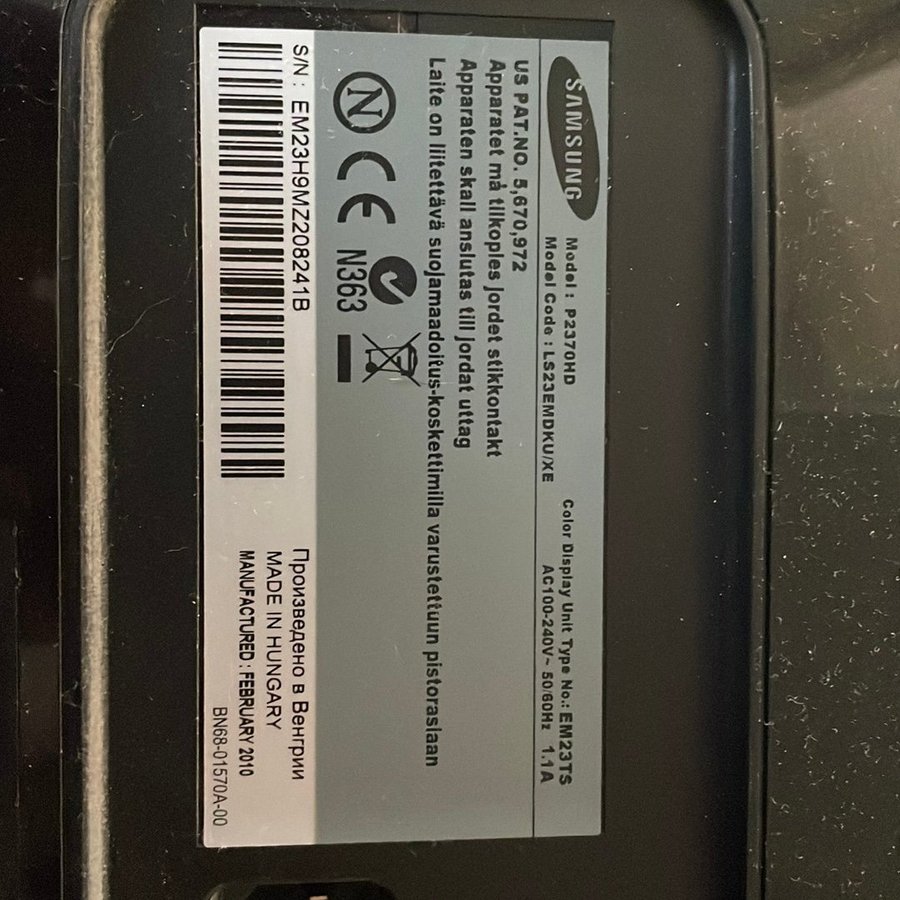 SAMSUNG
Model : P2370HD
Model Code : LS23EMDKU/XE
Color Display Unit Type No.: EM23TS
AC100-240V~ 50/60Hz 1.1A
US PAT.NO. 5,670,972
Apparatet må tilkoples jordet stikkontakt
Apparaten skall anslutas till jordat uttag
Laite on liitettävä suojamaadoitus-koskettimilla varustettuun pistorasiaan
N CE N363
S/N : EM23H9MZ208241B
Произведено в Венгрии
MADE IN HUNGARY
MANUFACTURED : FEBRUARY 2010
BN68-01570A-00